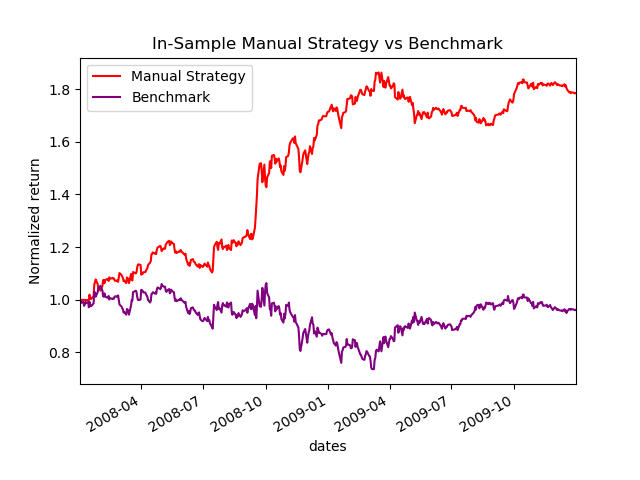 In-Sample Manual Strategy vs Benchmark
Manual Strategy
Benchmark
Normalized return
1.8
1.6
1.4
1.2
1.0
0.8
2008-04
2008-07
2008-10
2009-01
2009-04
2009-07
2009-10
dates